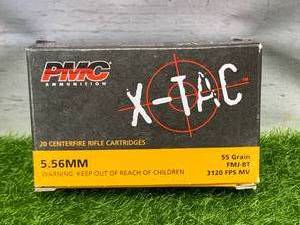 PMC
AMMUNITION
X-TAC
20 CENTERFIRE RIFLE CARTRIDGES
5.56MM
WARNING: KEEP OUT OF REACH OF CHILDREN
55 Grain
FMJ-BT
3120 FPS MV